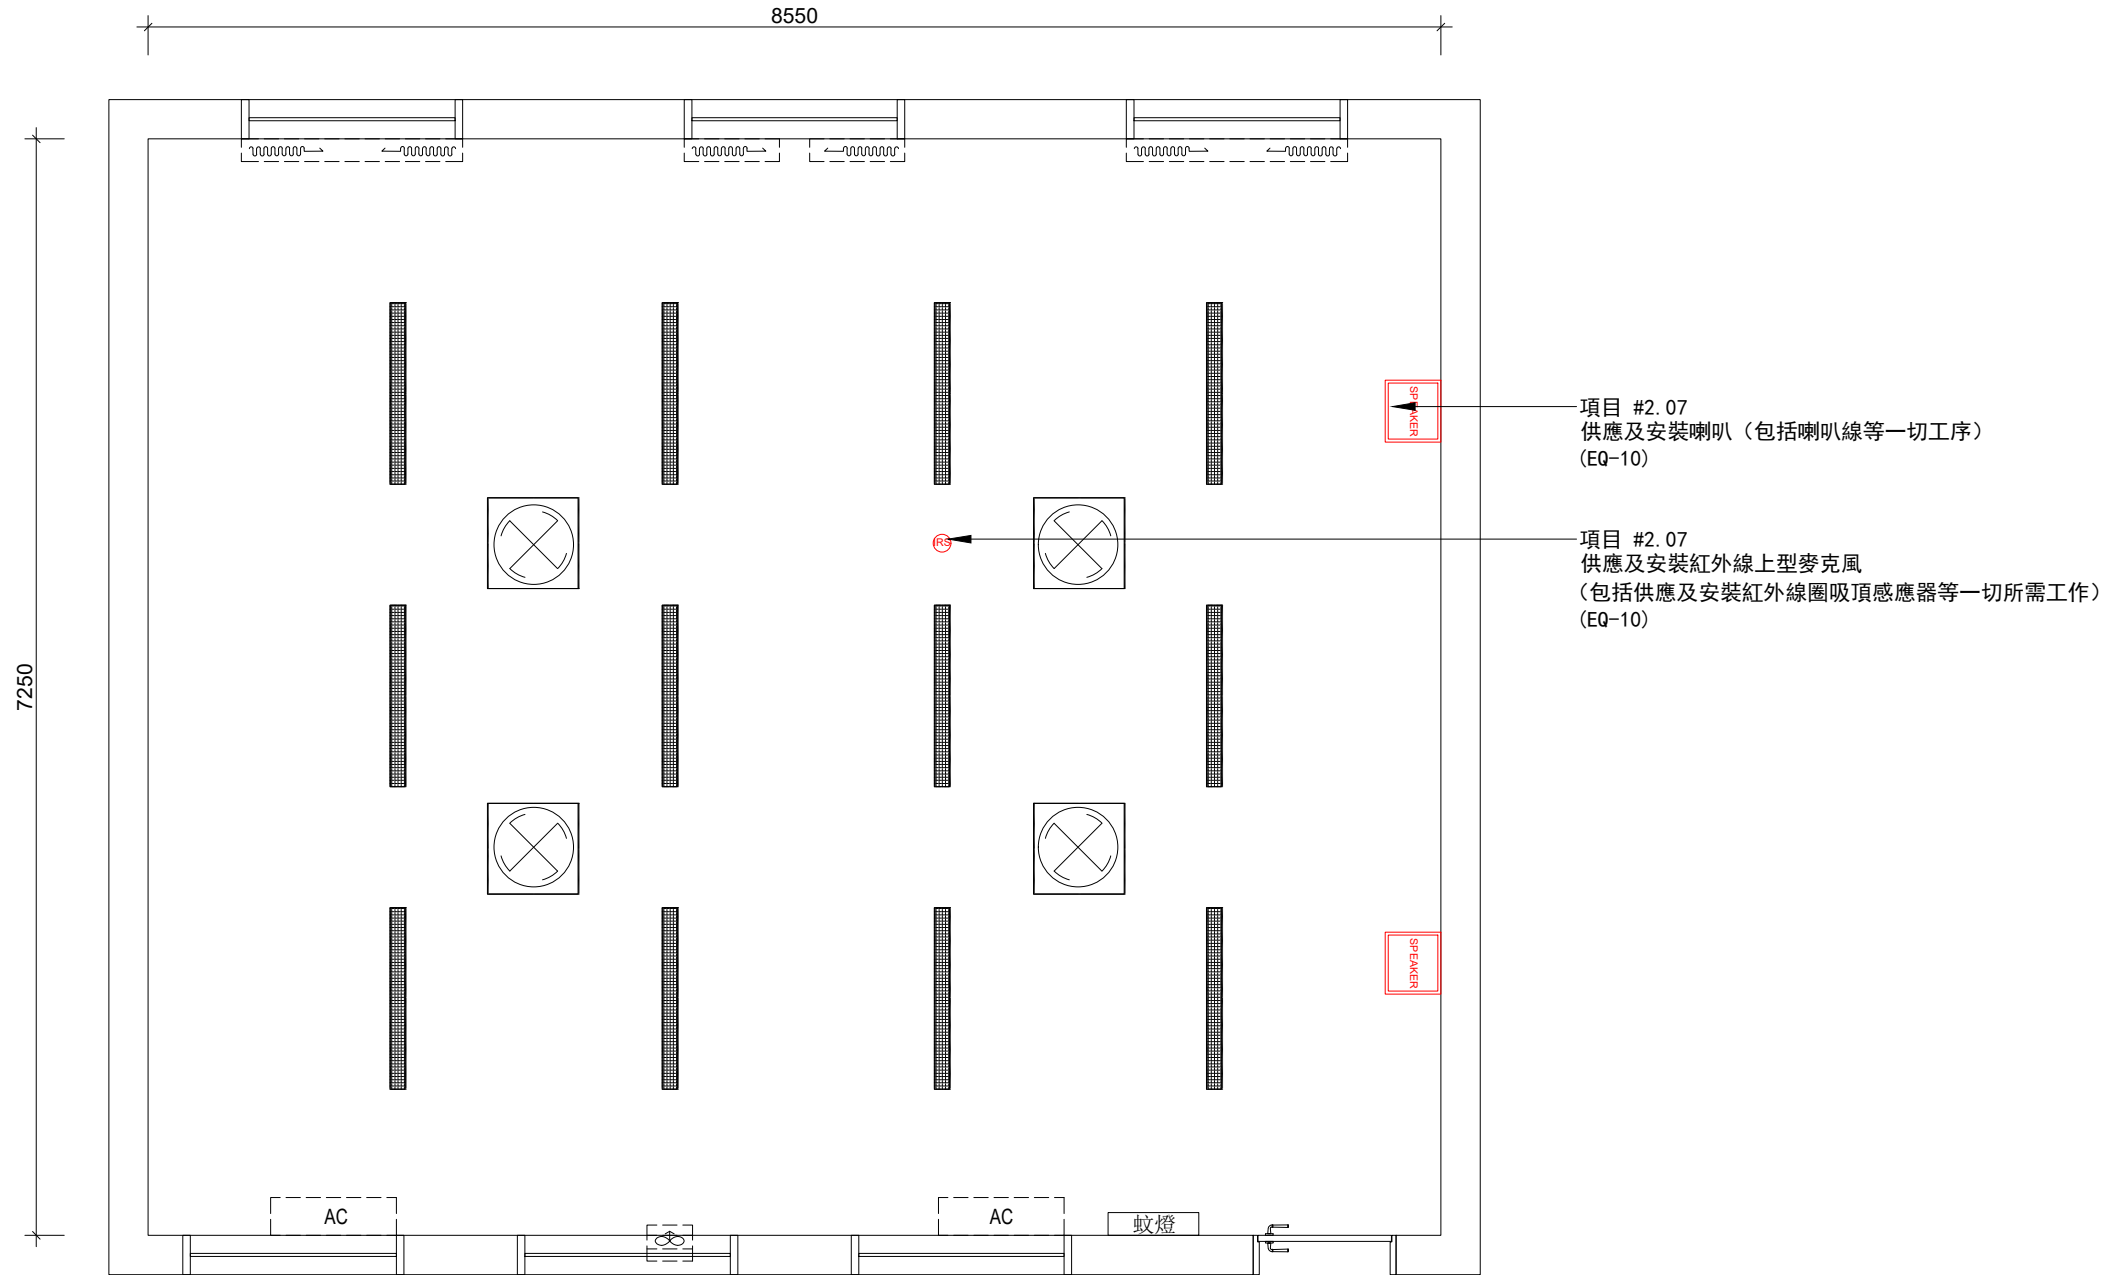 8550
7250
SPEAKER
項目 #2.07
供應及安裝喇叭（包括喇叭線等一切工序）
(EQ-10)
IRS
項目 #2.07
供應及安裝紅外線上型麥克風
（包括供應及安裝紅外線圈吸頂感應器等一切所需工作）
(EQ-10)
SPEAKER
AC
AC
蚊燈